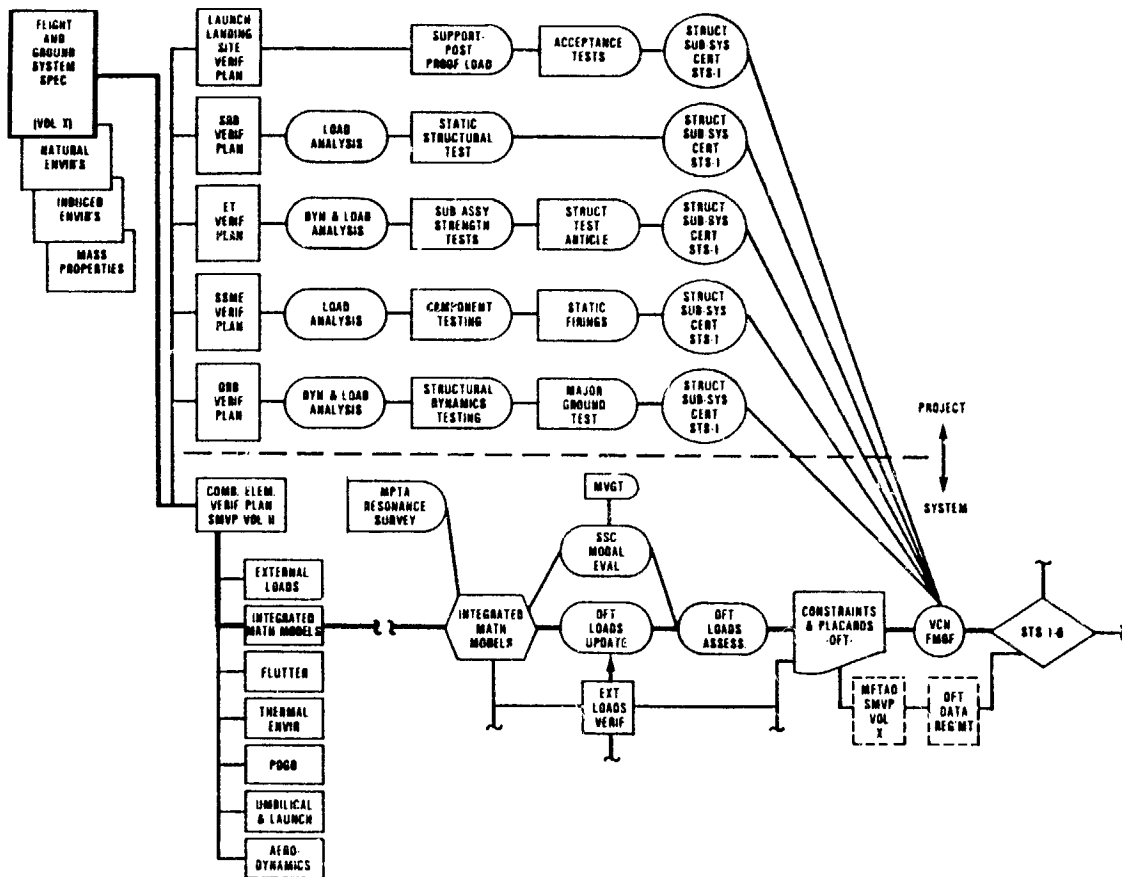 FLIGHT
AND
GROUND
SYSTEM
SPEC
(VOL X)
NATURAL
ENVIR'S
INDUCED
ENVIR'S
MASS
PROPERTIES
LAUNCH
LANDING
SITE
VERIF
PLAN
SUPPORT-
POST
PROOF LOAD
ACCEPTANCE
TESTS
STRUCT
SUB-SYS
CERT
STS-1
SRB
VERIF
PLAN
LOAD
ANALYSIS
STATIC
STRUCTURAL
TEST
STRUCT
SUB-SYS
CERT
STS-1
ET
VERIF
PLAN
DYN & LOAD
ANALYSIS
SUB ASSY
STRENGTH
TESTS
STRUCT
TEST
ARTICLE
STRUCT
SUB-SYS
CERT
STS-1
SSME
VERIF
PLAN
LOAD
ANALYSIS
COMPONENT
TESTING
STATIC
FIRINGS
STRUCT
SUB-SYS
CERT
STS-1
ORB
VERIF
PLAN
DYN & LOAD
ANALYSIS
STRUCTURAL
DYNAMICS
TESTING
MAJOR
GROUND
TEST
STRUCT
SUB-SYS
CERT
STS-1
PROJECT
SYSTEM
COMB. ELEM.
VERIF PLAN
SMVP VOL II
MPTA
RESONANCE
SURVEY
MVGT
SSC
MODAL
EVAL
EXTERNAL
LOADS
INTEGRATED
MATH MODELS
FLUTTER
THERMAL
ENVIR
POGO
UMBILICAL
& LAUNCH
AERO-
DYNAMICS
INTEGRATED
MATH
MODELS
OFT
LOADS
UPDATE
OFT
LOADS
ASSESS.
CONSTRAINTS
& PLACARDS
-OFT-
VCN
FMOF
STS 1-6
EXT
LOADS
VERIF
MFTAD
SMVP
VOL
X
OFT
DATA
REQ'MT